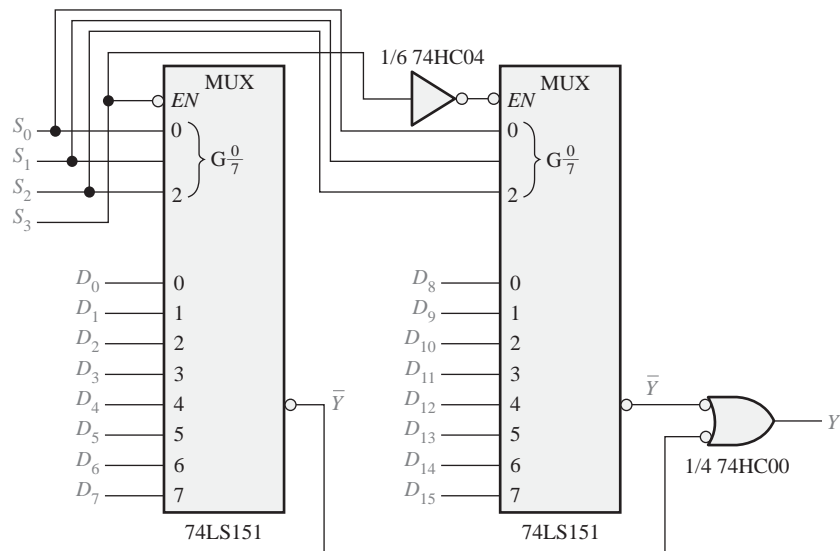 1/6 74HC04
MUX
EN
S0
0
S1
G 0/7
S2
2
S3
D0 0
D1 1
D2 2
D3 3
D4 4
D5 5
D6 6
D7 7
Y̅
74LS151
MUX
EN
0
G 0/7
2
D8 0
D9 1
D10 2
D11 3
D12 4
D13 5
D14 6
D15 7
Y̅
74LS151
Y
1/4 74HC00